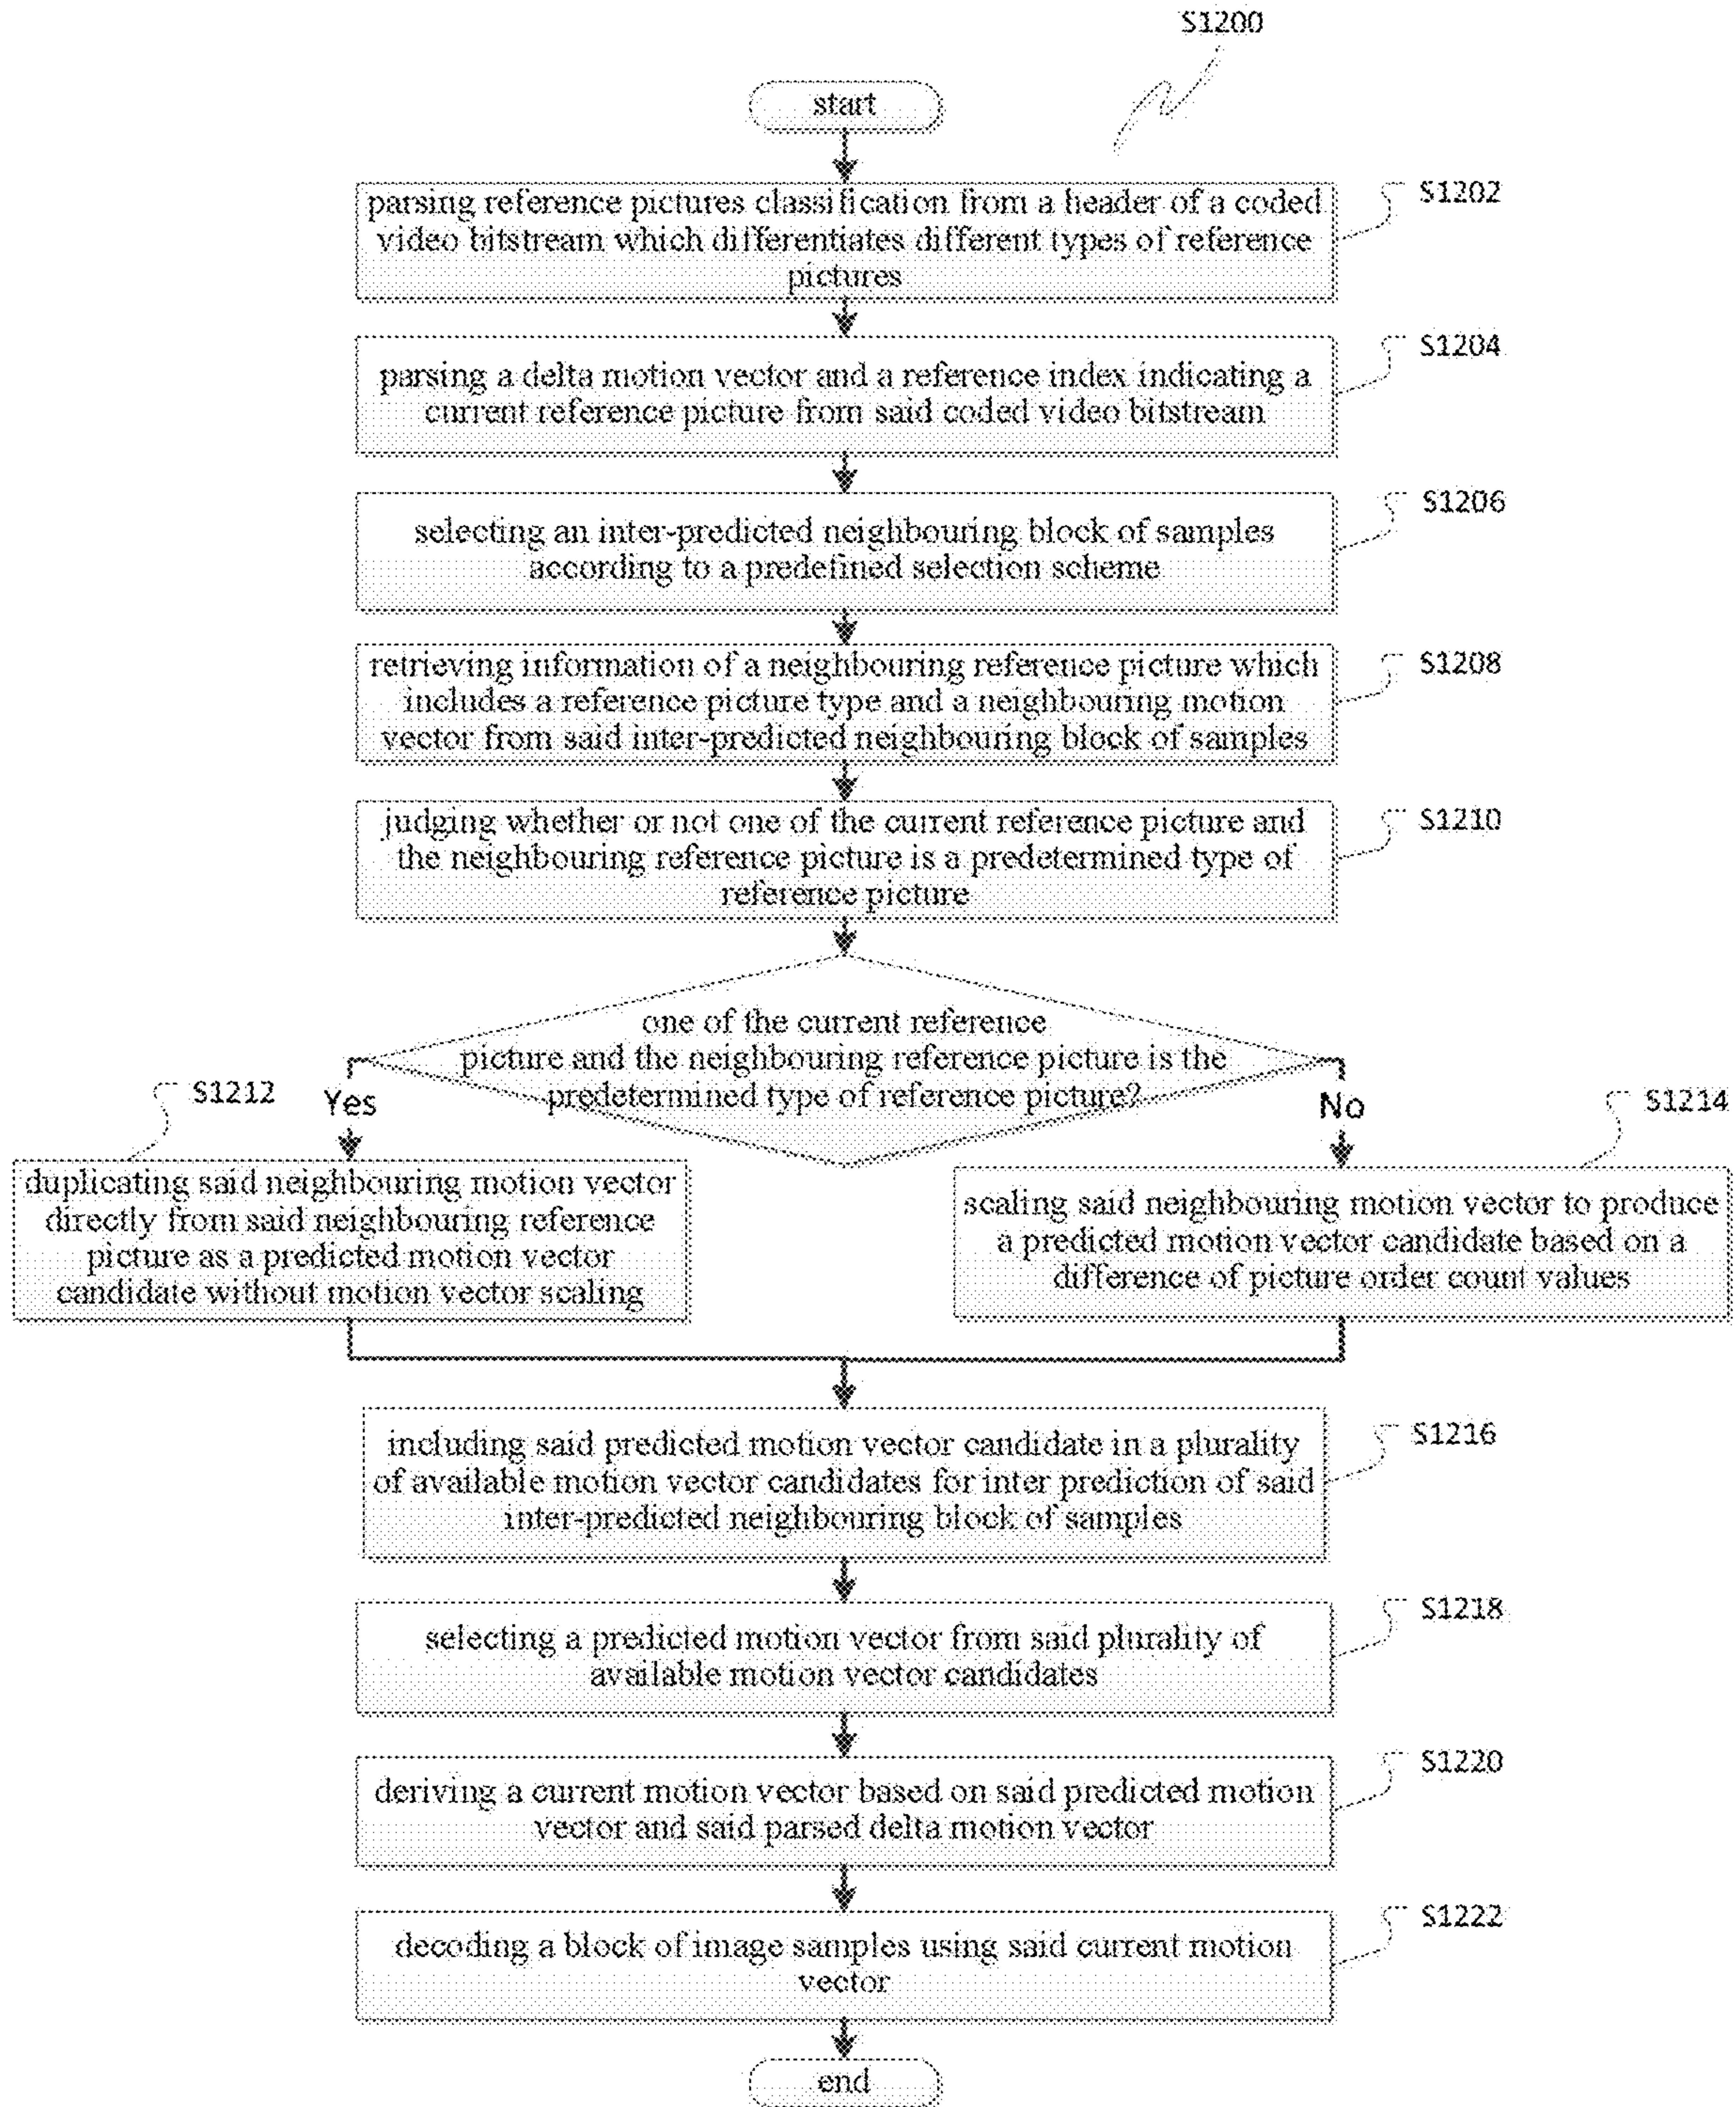 S1200
start
parsing reference pictures classification from a header of a coded
video bitstream which differentiates different types of reference
pictures
S1202
parsing a delta motion vector and a reference index indicating a
current reference picture from said coded video bitstream
S1204
selecting an inter-predicted neighbouring block of samples
according to a predefined selection scheme
S1206
retrieving information of a neighbouring reference picture which
includes a reference picture type and a neighbouring motion
vector from said inter-predicted neighbouring block of samples
S1208
judging whether or not one of the current reference picture and
the neighbouring reference picture is a predetermined type of
reference picture
S1210
one of the current reference
picture and the neighbouring reference picture is the
predetermined type of reference picture?
S1212
Yes
No
S1214
duplicating said neighbouring motion vector
directly from said neighbouring reference
picture as a predicted motion vector
candidate without motion vector scaling
scaling said neighbouring motion vector to produce
a predicted motion vector candidate based on a
difference of picture order count values
including said predicted motion vector candidate in a plurality
of available motion vector candidates for inter prediction of said
inter-predicted neighbouring block of samples
S1216
selecting a predicted motion vector from said plurality of
available motion vector candidates
S1218
deriving a current motion vector based on said predicted motion
vector and said parsed delta motion vector
S1220
decoding a block of image samples using said current motion
vector
S1222
end